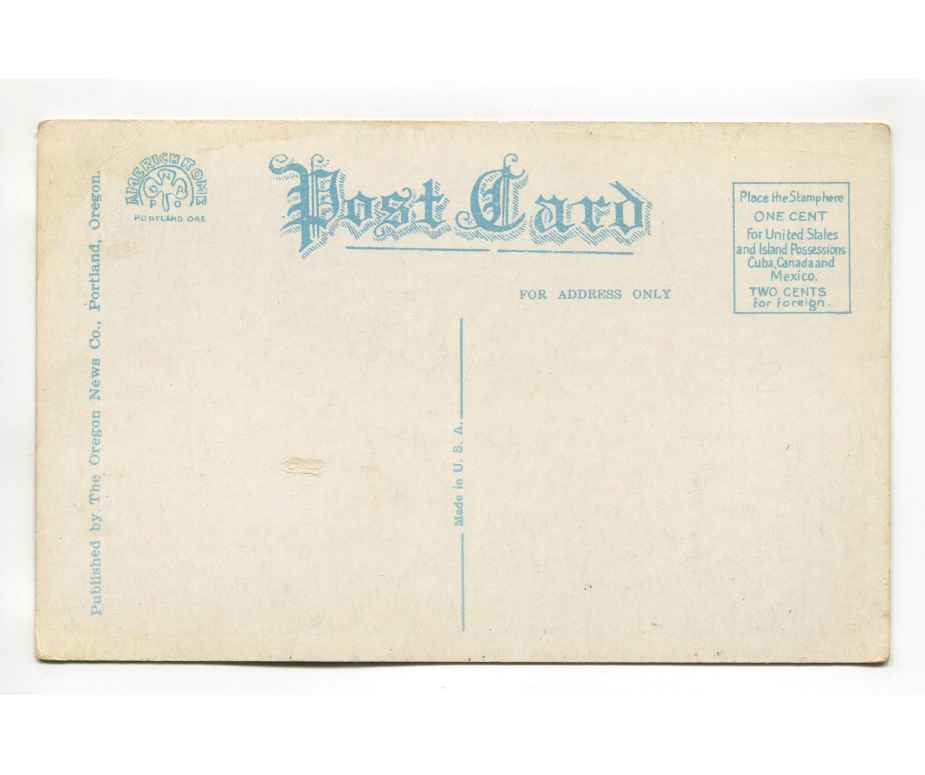 AMERICHROME
PORTLAND ORE
Post Card
FOR ADDRESS ONLY
Place the Stamp here
ONE CENT
For United States
and Island Possessions
Cuba, Canada and
Mexico.
TWO CENTS
for foreign.
Published by The Oregon News Co., Portland, Oregon.
Made in U. S. A.